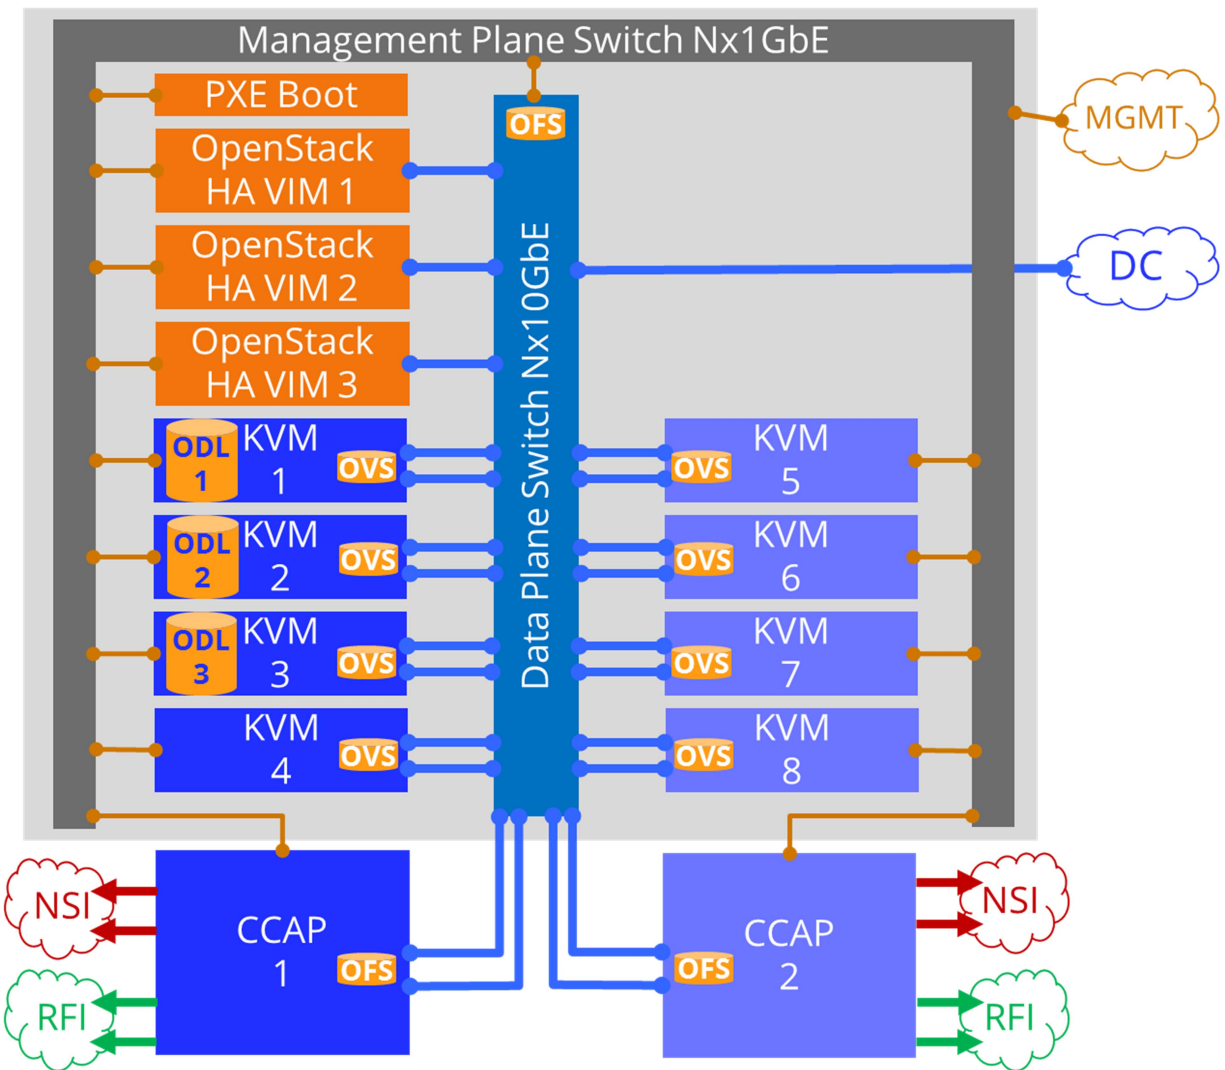 Management Plane Switch Nx1GbE
PXE Boot
OFS
MGMT
OpenStack
HA VIM 1
OpenStack
HA VIM 2
DC
OpenStack
HA VIM 3
Data Plane Switch Nx10GbE
ODL
1
KVM
1
OVS
OVS
KVM
5
ODL
2
KVM
2
OVS
OVS
KVM
6
ODL
3
KVM
3
OVS
OVS
KVM
7
KVM
4
OVS
OVS
KVM
8
NSI
CCAP
1
OFS
OFS
CCAP
2
NSI
RFI
RFI